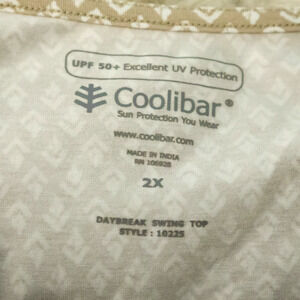 UPF 50+ Excellent UV Protection
Coolibar®
Sun Protection You Wear
www.coolibar.com
MADE IN INDIA
RN 106928
2X
DAYBREAK SWING TOP
STYLE : 10225